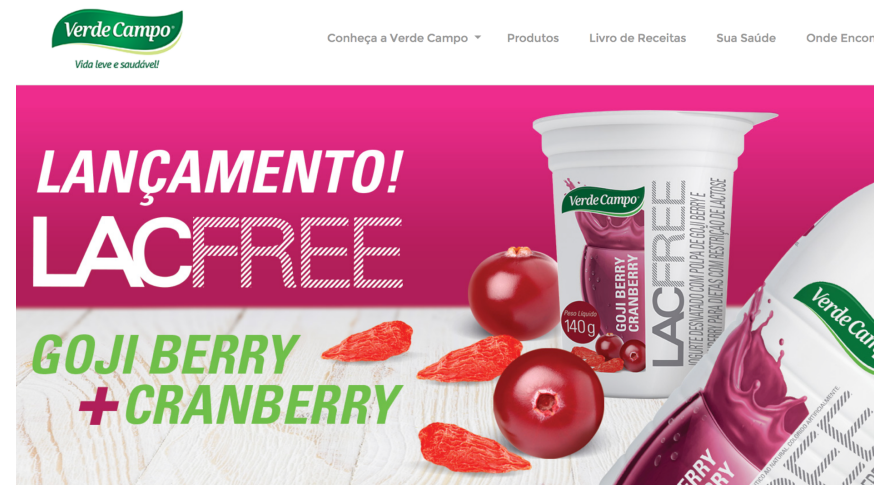 Verde Campo
Vida leve e saudável!
Conheça a Verde Campo
Produtos
Livro de Receitas
Sua Saúde
Onde Encon
LANÇAMENTO!
LACFREE
GOJI BERRY
+CRANBERRY
Verde Campo
Peso Líquido
140g
GOJI BERRY
CRANBERRY
LACFREE
IOGURTE DESNATADO COM POLPA DE GOJI BERRY E
BERRY PARA DIETAS COM RESTRIÇÃO DE LACTOSE
Verde Cam
BERRY